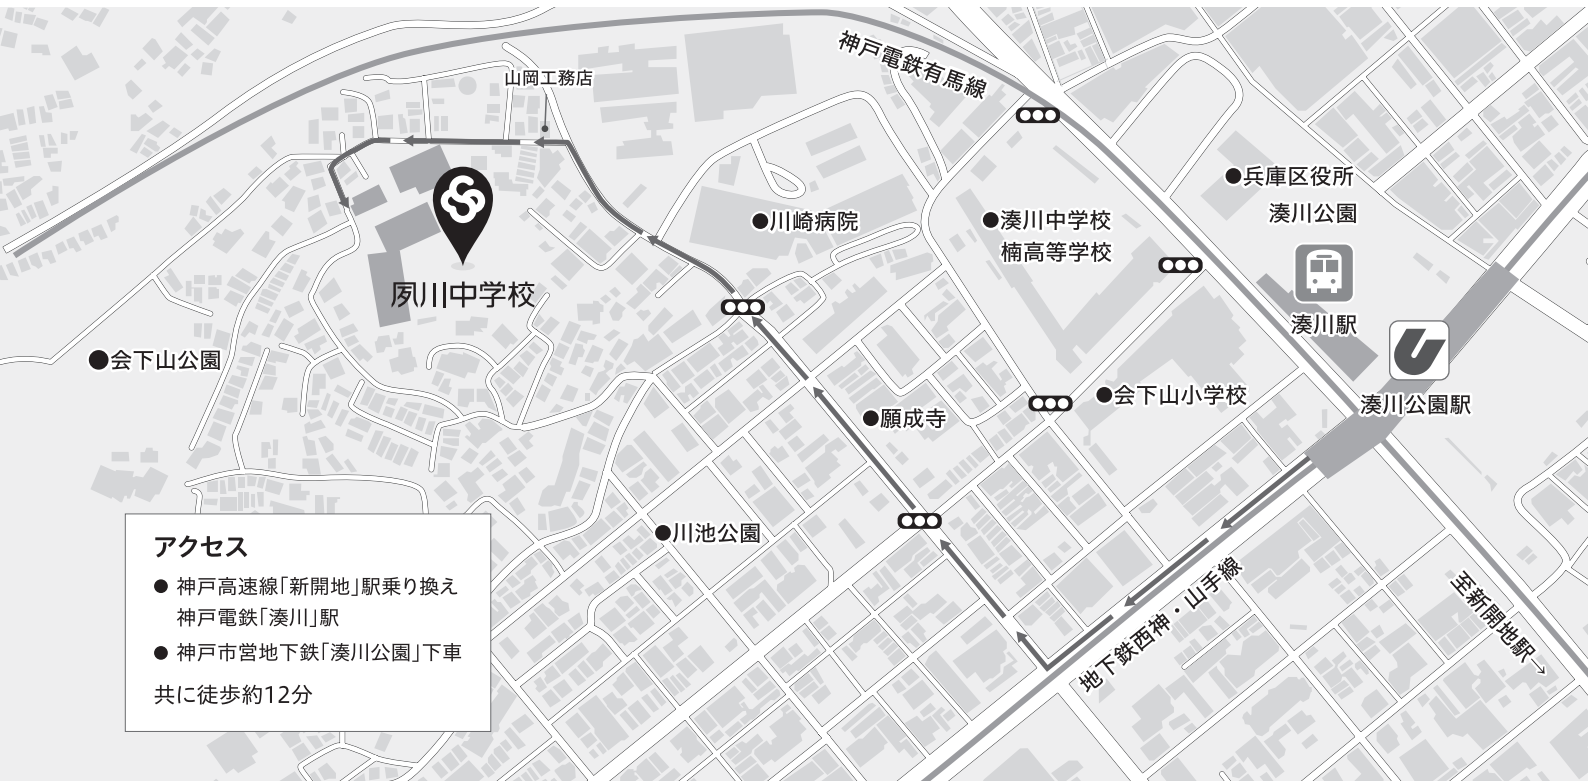 神戸電鉄有馬線
山岡工務店
●兵庫区役所
湊川公園
●川崎病院
●湊川中学校
楠高等学校
夙川中学校
湊川駅
●会下山公園
●会下山小学校
湊川公園駅
●願成寺
●川池公園
地下鉄西神・山手線
至新開地駅→
アクセス
● 神戸高速線「新開地」駅乗り換え
神戸電鉄「湊川」駅
● 神戸市営地下鉄「湊川公園」下車
共に徒歩約12分